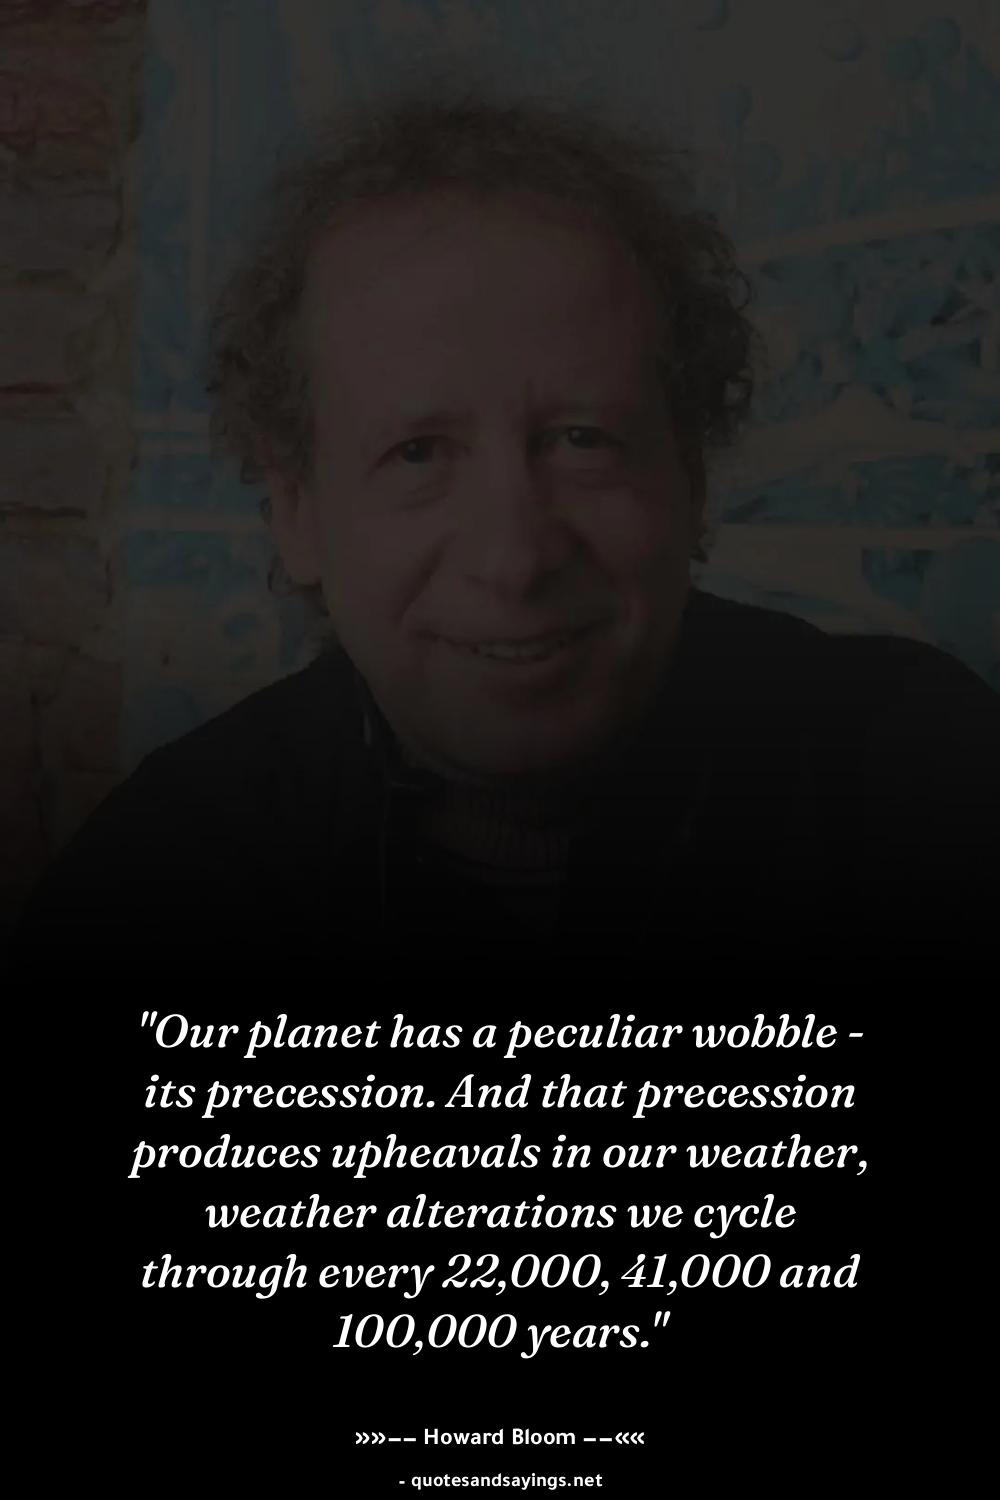 "Our planet has a peculiar wobble -
its precession. And that precession
produces upheavals in our weather,
weather alterations we cycle
through every 22,000, 41,000 and
100,000 years."
»»–– Howard Bloom ––««
- quotesandsayings.net